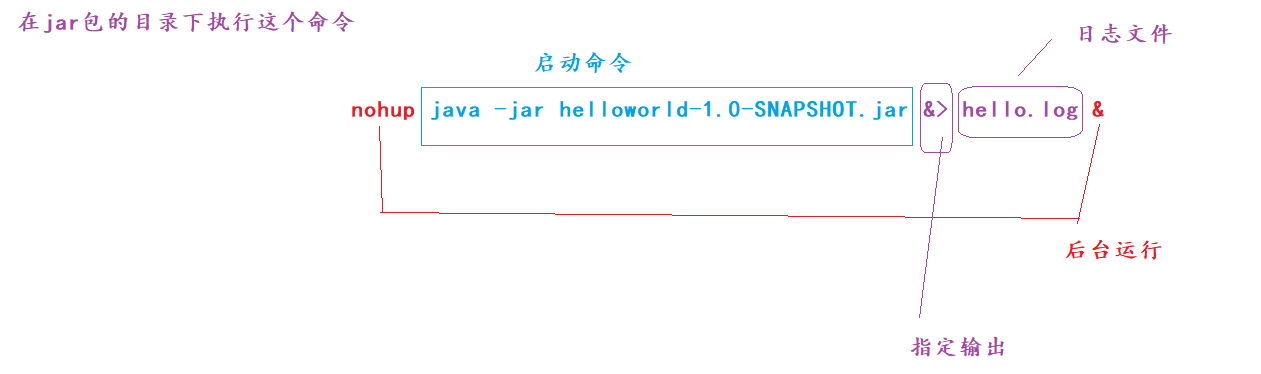 在jar包的目录下执行这个命令
日志文件
启动命令
nohup java -jar helloworld-1.0-SNAPSHOT.jar &> hello.log &
后台运行
指定输出